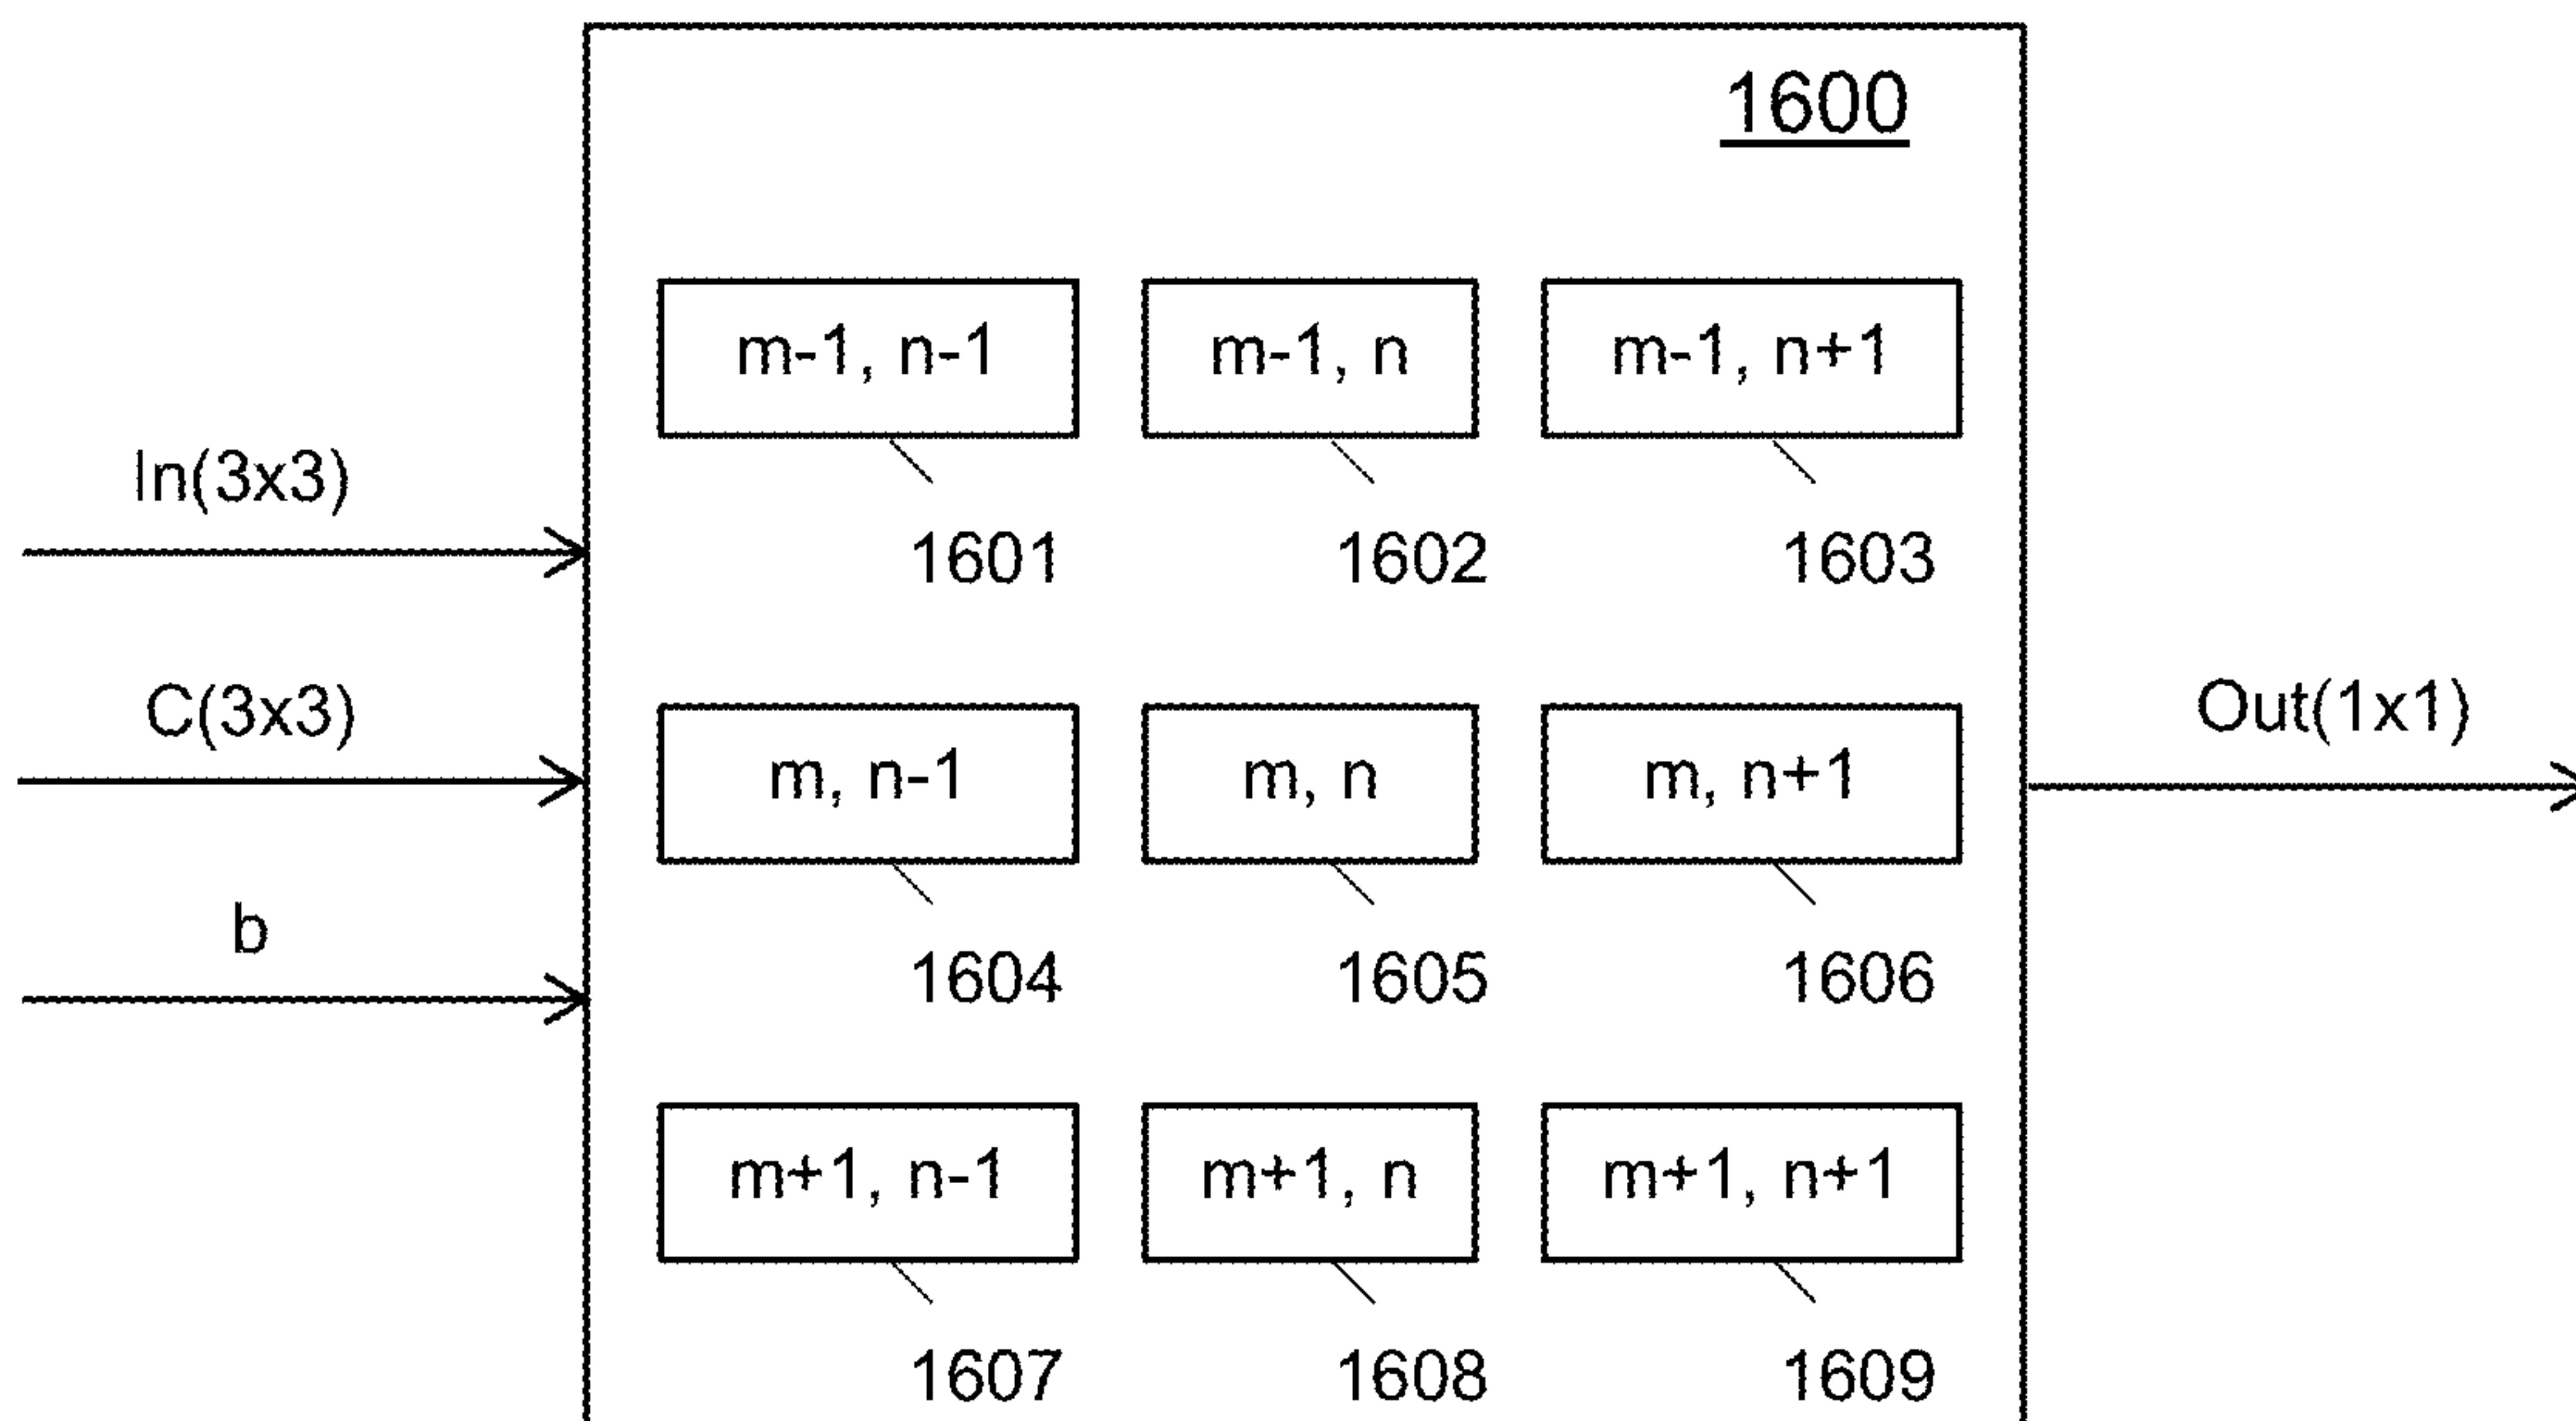 1600
m-1, n-1
m-1, n
m-1, n+1
In(3x3)
1601
1602
1603
C(3x3)
Out(1x1)
m, n-1
m, n
m, n+1
b
1604
1605
1606
m+1, n-1
m+1, n
m+1, n+1
1607
1608
1609